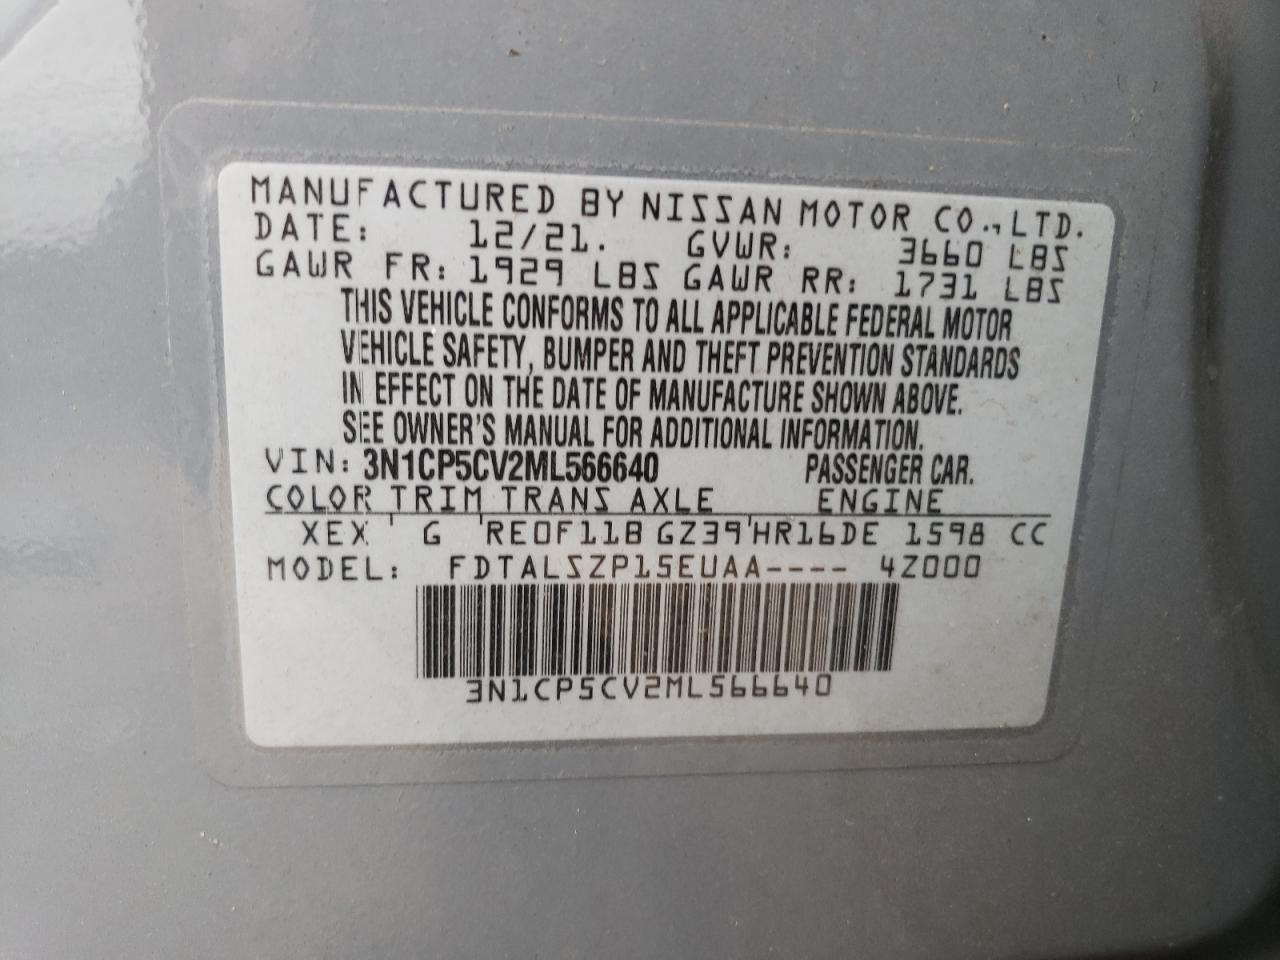 MANUFACTURED BY NISSAN MOTOR CO., LTD.
DATE: 12/21. GVWR: 3660 LBS
GAWR FR: 1929 LBS GAWR RR: 1731 LBS
THIS VEHICLE CONFORMS TO ALL APPLICABLE FEDERAL MOTOR
VEHICLE SAFETY, BUMPER AND THEFT PREVENTION STANDARDS
IN EFFECT ON THE DATE OF MANUFACTURE SHOWN ABOVE.
SEE OWNER'S MANUAL FOR ADDITIONAL INFORMATION.
VIN: 3N1CP5CV2ML566640 PASSENGER CAR.
COLOR TRIM TRANS AXLE ENGINE
XEX G RE0F11B GZ39 HR16DE 1598 CC
MODEL: FDTALSZP15EUAA---- 4Z000
3N1CP5CV2ML566640